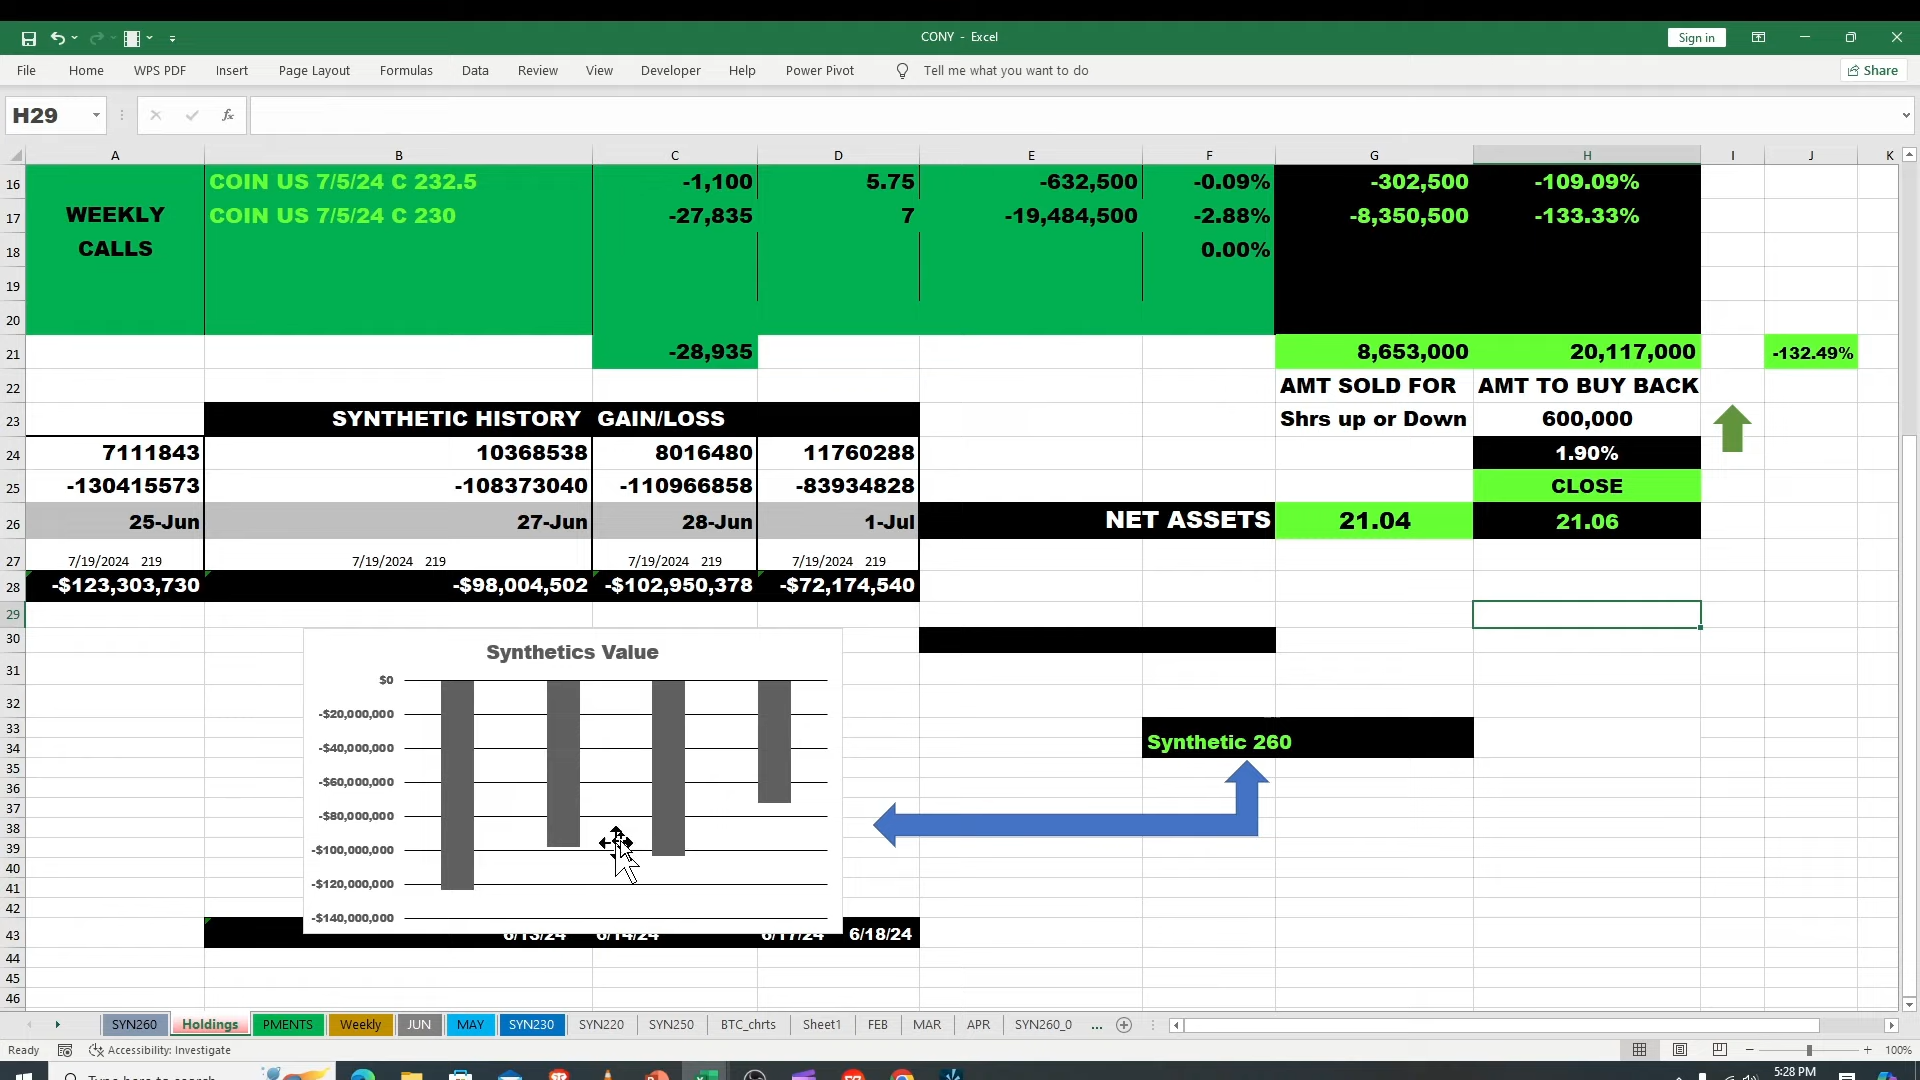 CONY - Excel
Sign in
File Home WPS PDF Insert Page Layout Formulas Data Review View Developer Help Power Pivot Tell me what you want to do Share
H29 fx
A B C D E F G H I J K
16 COIN US 7/5/24 C 232.5 -1,100 5.75 -632,500 -0.09% -302,500 -109.09%
17 WEEKLY COIN US 7/5/24 C 230 -27,835 7 -19,484,500 -2.88% -8,350,500 -133.33%
18 CALLS 0.00%
19
20
21 -28,935 8,653,000 20,117,000 -132.49%
22 AMT SOLD FOR AMT TO BUY BACK
23 SYNTHETIC HISTORY GAIN/LOSS Shrs up or Down 600,000
24 7111843 10368538 8016480 11760288 1.90%
25 -130415573 -108373040 -110966858 -83934828 CLOSE
26 25-Jun 27-Jun 28-Jun 1-Jul NET ASSETS 21.04 21.06
27 7/19/2024 219 7/19/2024 219 7/19/2024 219 7/19/2024 219
28 -$123,303,730 -$98,004,502 -$102,950,378 -$72,174,540
29
30
Synthetics Value
31
$0
32
-$20,000,000
33
34 Synthetic 260
-$40,000,000
35
36
-$60,000,000
37
-$80,000,000
38
39
-$100,000,000
40
41
-$120,000,000
42
-$140,000,000
43 6/13/24 6/14/24 6/17/24 6/18/24
44
45
46
SYN260 Holdings PMENTS Weekly JUN MAY SYN230 SYN220 SYN250 BTC_chrts Sheet1 FEB MAR APR SYN260_0 ...
Ready Accessibility: Investigate 100%
Type here to search 5:28 PM